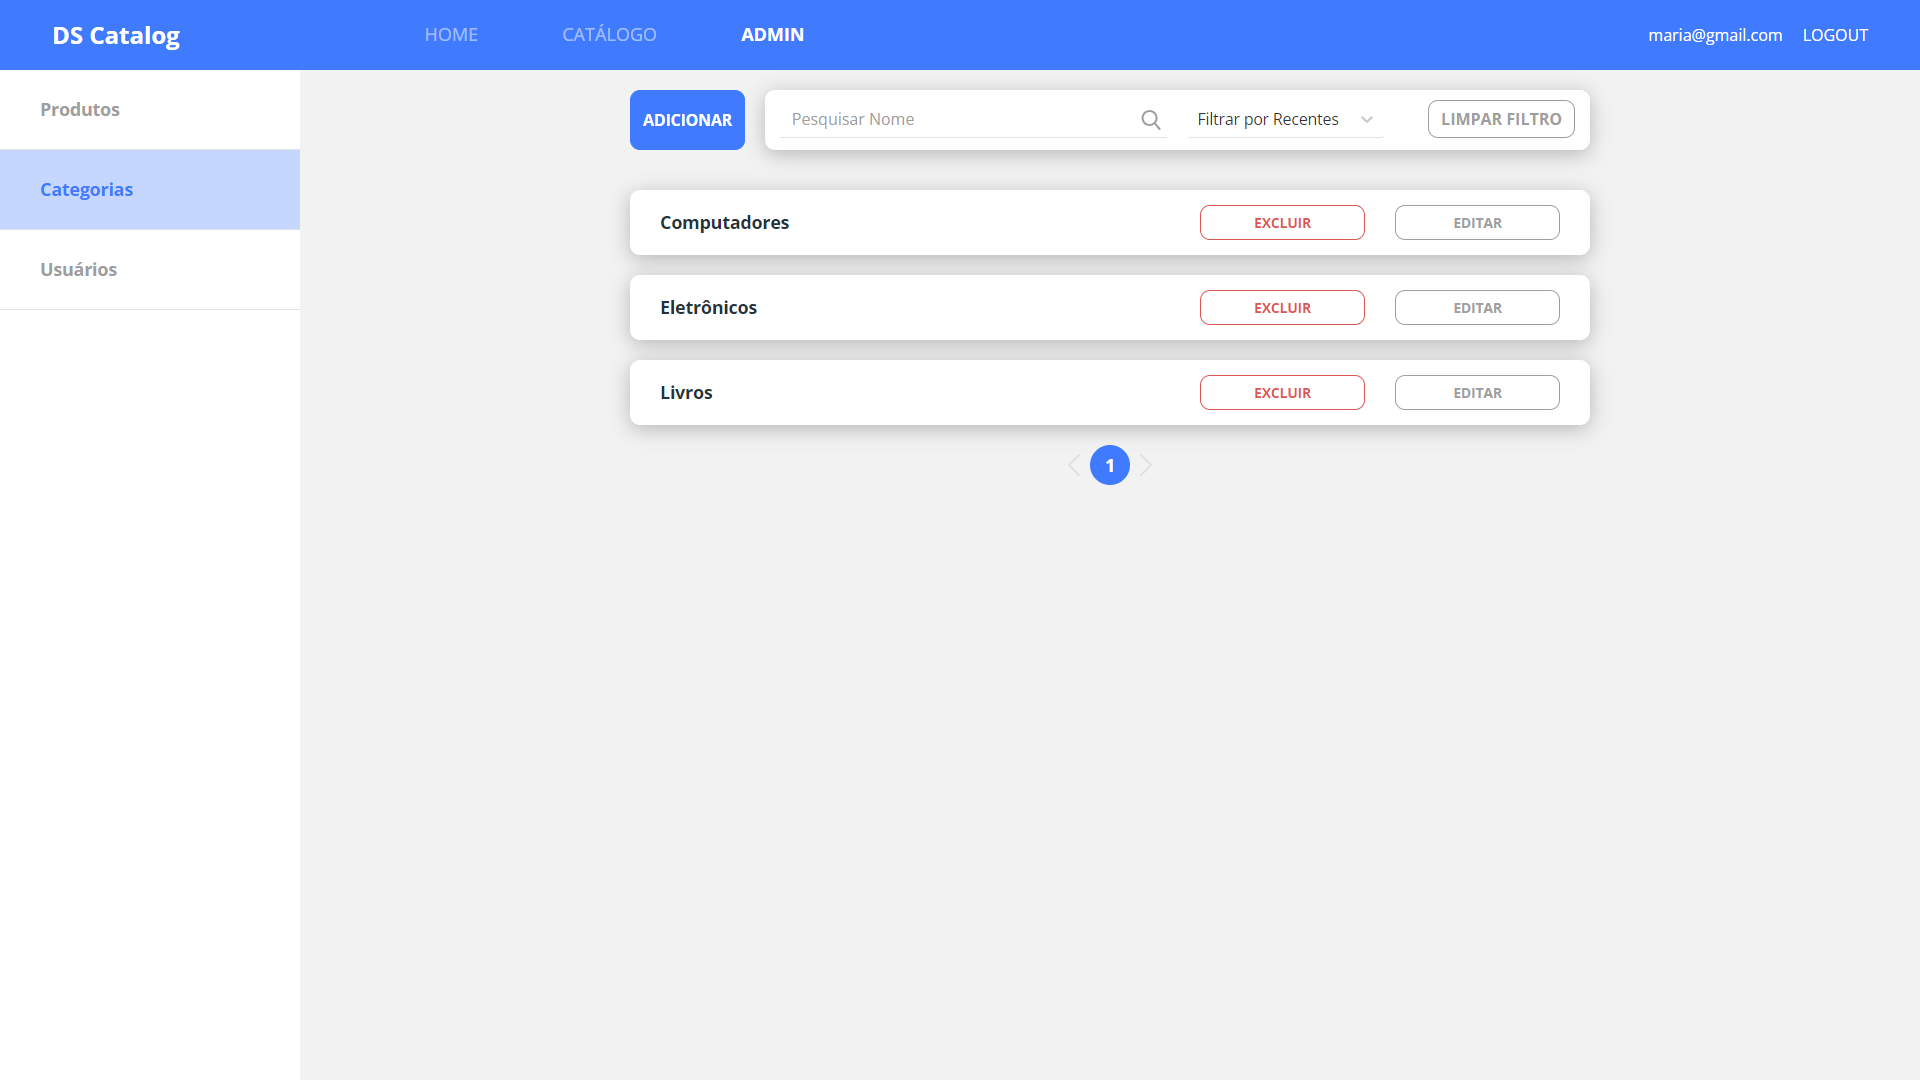 DS Catalog
HOME
CATÁLOGO
ADMIN
maria@gmail.com
LOGOUT
Produtos
Categorias
Usuários
ADICIONAR
Pesquisar Nome
Filtrar por Recentes
LIMPAR FILTRO
Computadores
EXCLUIR
EDITAR
Eletrônicos
EXCLUIR
EDITAR
Livros
EXCLUIR
EDITAR
1